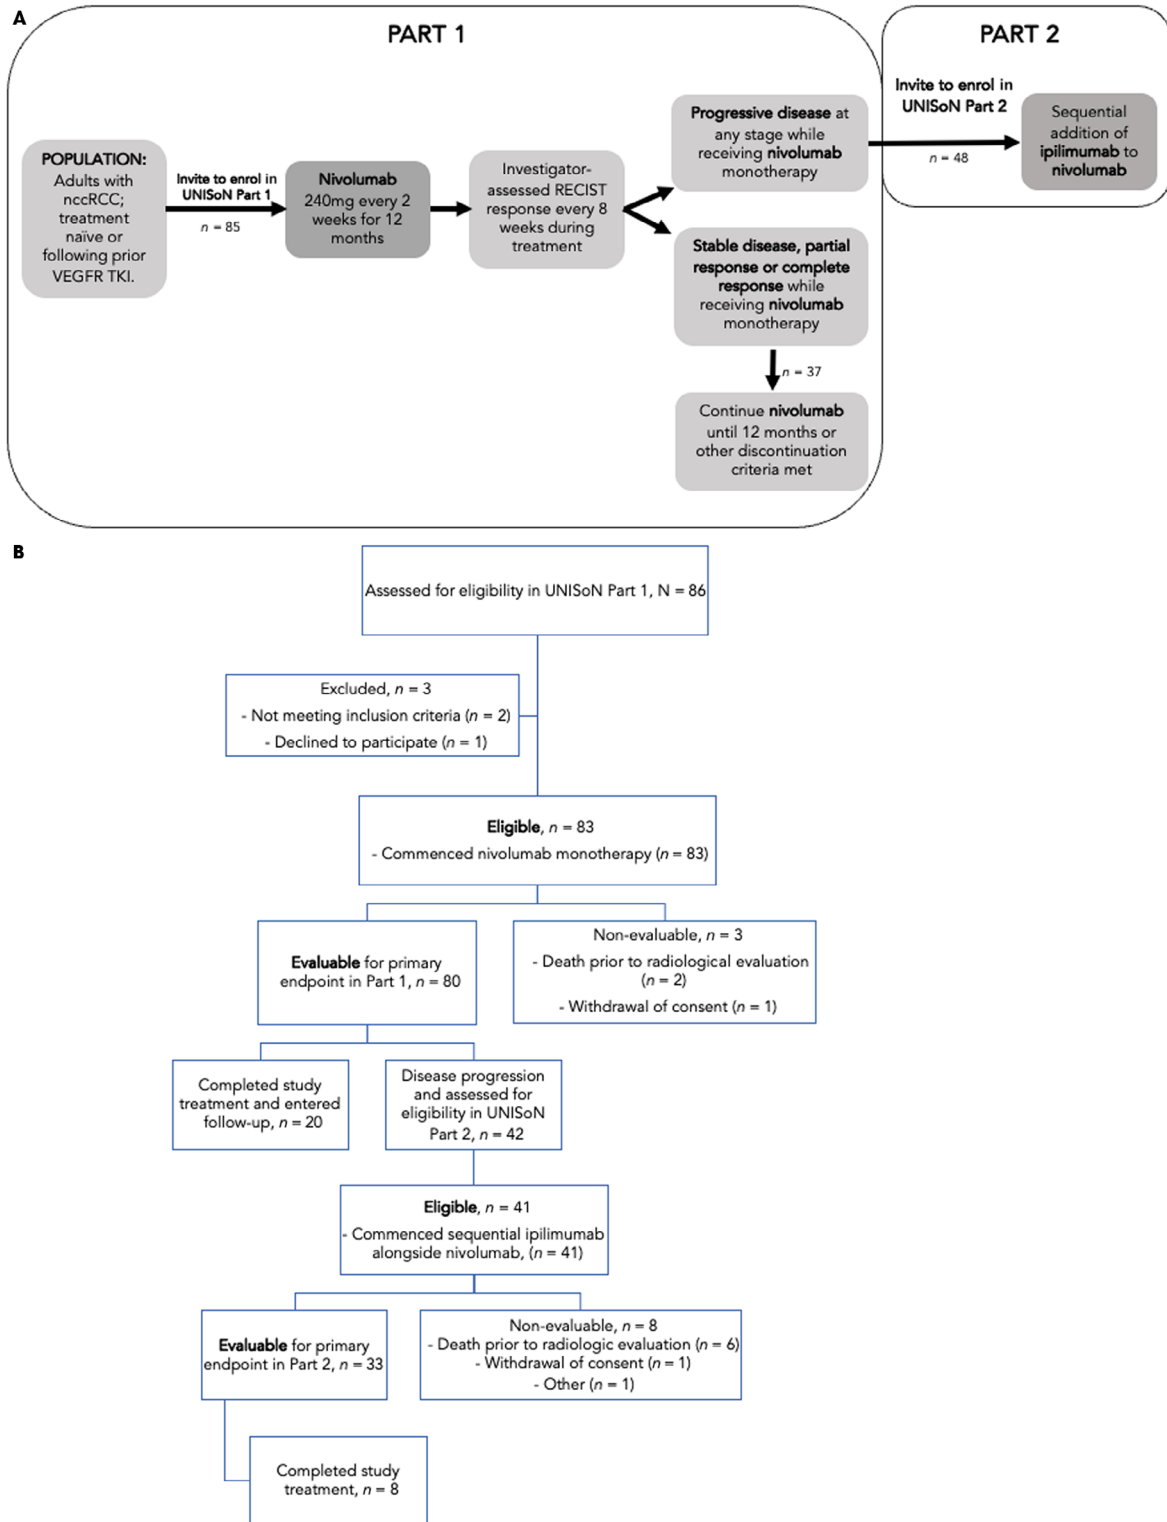 A
PART 1
PART 2
POPULATION:
Adults with
nccRCC;
treatment
naïve or
following prior
VEGFR TKI.
Invite to enrol in
UNISoN Part 1
n = 85
Nivolumab
240mg every 2
weeks for 12
months
Investigator-
assessed RECIST
response every 8
weeks during
treatment
Progressive disease at
any stage while
receiving nivolumab
monotherapy
Invite to enrol in
UNISoN Part 2
n = 48
Sequential
addition of
ipilimumab to
nivolumab
Stable disease, partial
response or complete
response while
receiving nivolumab
monotherapy
n = 37
Continue nivolumab
until 12 months or
other discontinuation
criteria met
B
Assessed for eligibility in UNISoN Part 1, N = 86
Excluded, n = 3
- Not meeting inclusion criteria (n = 2)
- Declined to participate (n = 1)
Eligible, n = 83
- Commenced nivolumab monotherapy (n = 83)
Evaluable for primary
endpoint in Part 1, n = 80
Non-evaluable, n = 3
- Death prior to radiological evaluation
(n = 2)
- Withdrawal of consent (n = 1)
Completed study
treatment and entered
follow-up, n = 20
Disease progression
and assessed for
eligibility in UNISoN
Part 2, n = 42
Eligible, n = 41
- Commenced sequential ipilimumab
alongside nivolumab, (n = 41)
Evaluable for primary
endpoint in Part 2, n = 33
Non-evaluable, n = 8
- Death prior to radiologic evaluation (n = 6)
- Withdrawal of consent (n = 1)
- Other (n = 1)
Completed study
treatment, n = 8